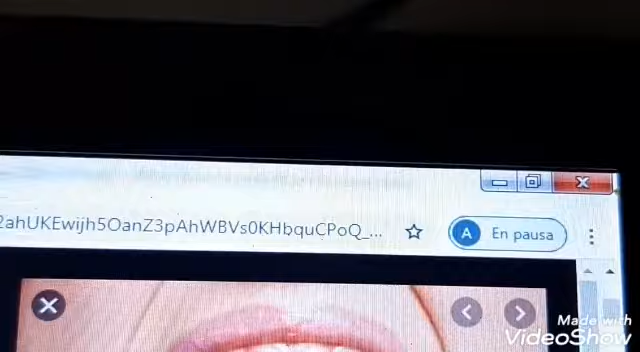 2ahUKEwijh5OanZ3pAhWBVs0KHbquCPoQ_...
A En pausa
Made with
VideoShow